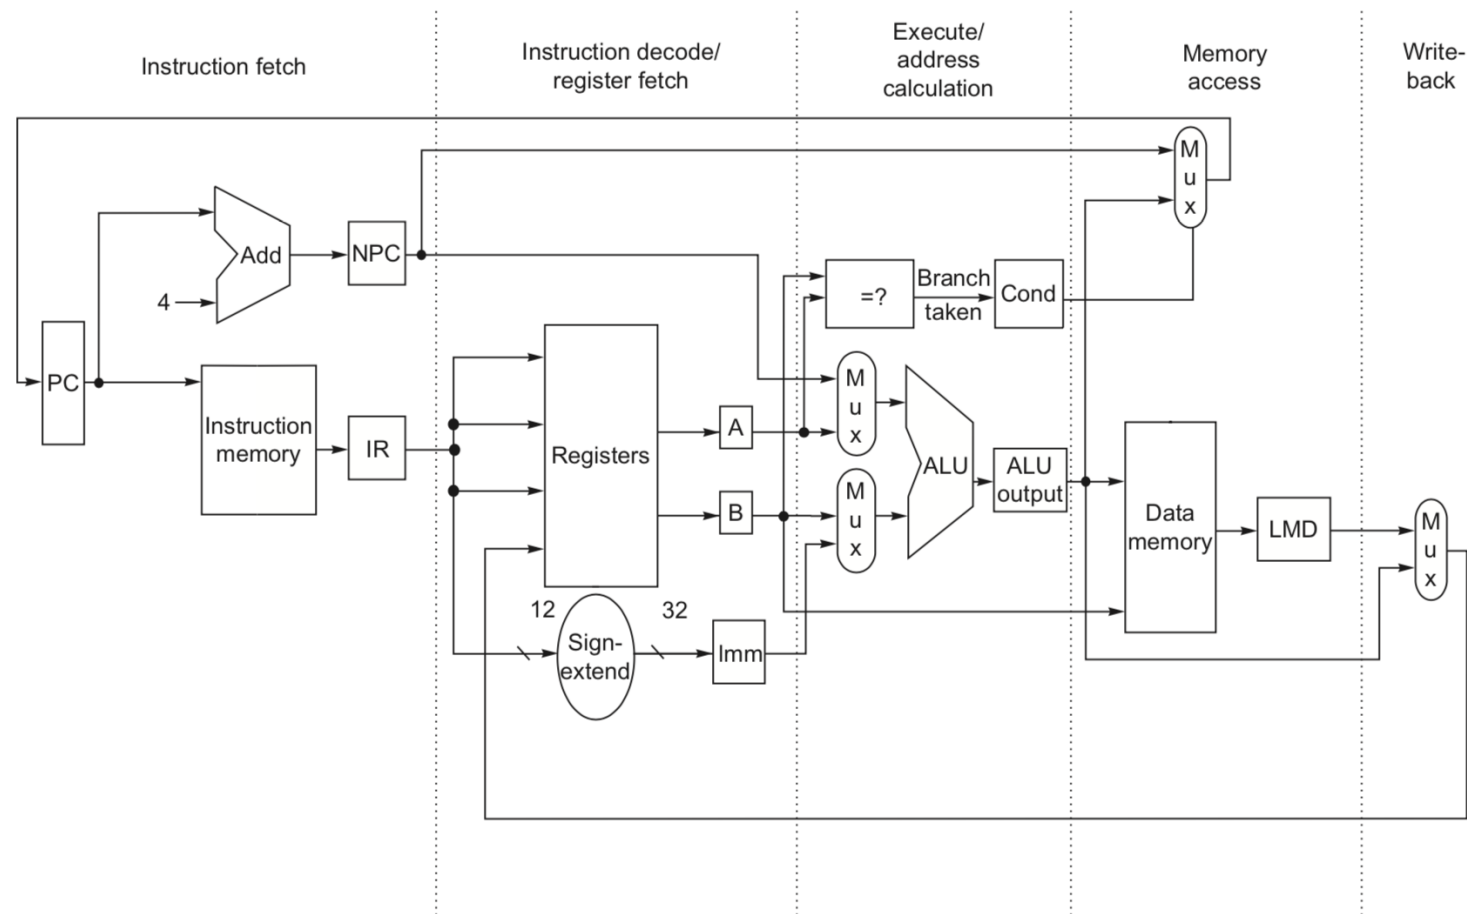 Instruction fetch
Instruction decode/
register fetch
Execute/
address
calculation
Memory
access
Write-
back
M
u
x
Add
NPC
4
=?
Branch
taken
Cond
PC
Instruction
memory
IR
Registers
A
B
M
u
x
M
u
x
ALU
ALU
output
Data
memory
LMD
M
u
x
12
32
Sign-
extend
Imm